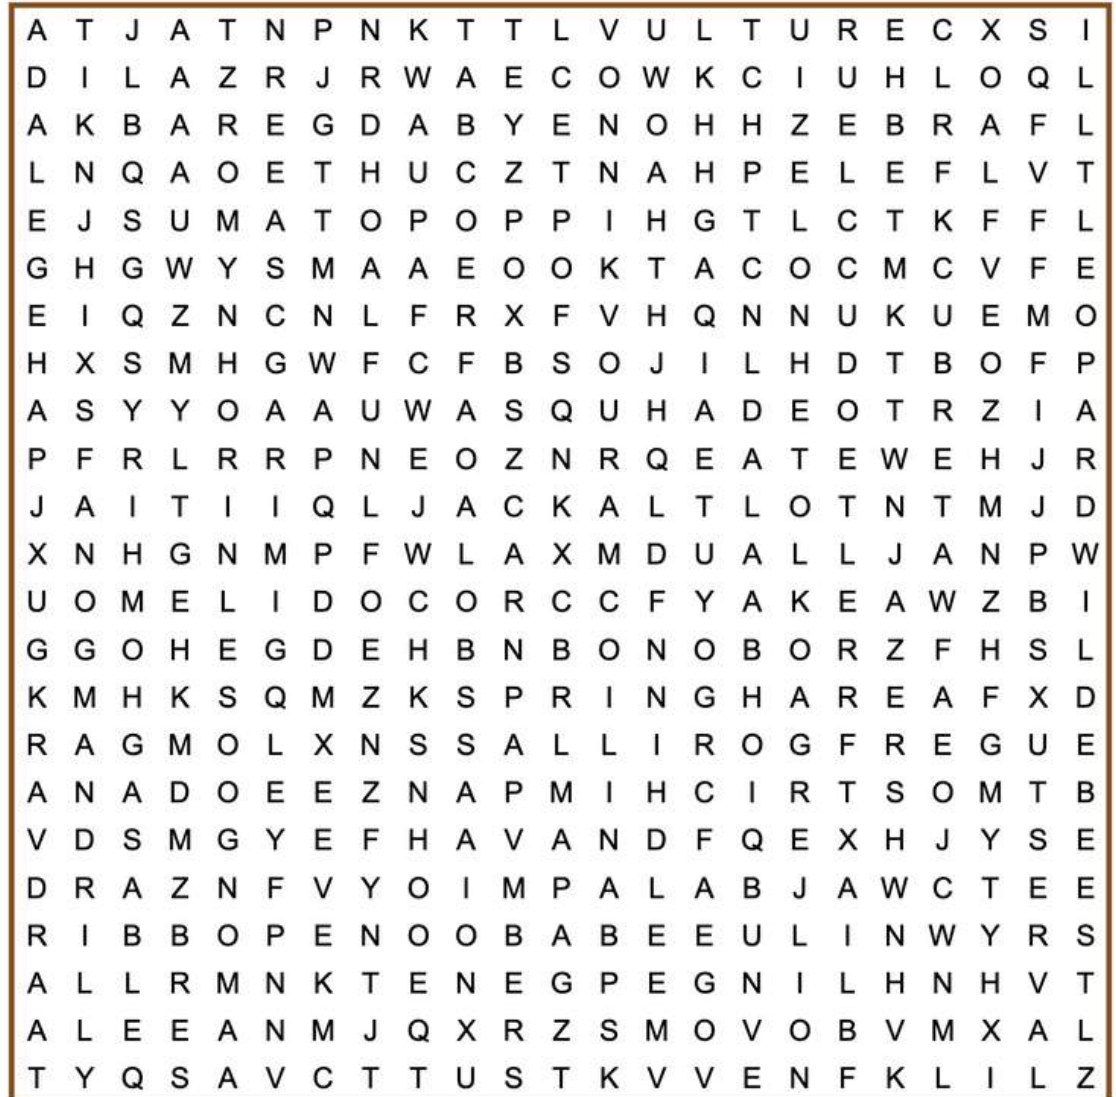 A T J A T N P N K T T L V U L T U R E C X S I
D I L A Z R J R W A E C O W K C I U H L O Q L
A K B A R E G D A B Y E N O H H Z E B R A F L
L N Q A O E T H U C Z T N A H P E L E F L V T
E J S U M A T O P O P P I H G T L C T K F F L
G H G W Y S M A A E O O K T A C O C M C V F E
E I Q Z N C N L F R X F V H Q N N U K U E M O
H X S M H G W F C F B S O J I L H D T B O F P
A S Y Y O A A U W A S Q U H A D E O T R Z I A
P F R L R R P N E O Z N R Q E A T E W E H J R
J A I T I I Q L J A C K A L T L O T N T M J D
X N H G N M P F W L A X M D U A L L J A N P W
U O M E L I D O C O R C C F Y A K E A W Z B I
G G O H E G D E H B N B O N O B O R Z F H S L
K M H K S Q M Z K S P R I N G H A R E A F X D
R A G M O L X N S S A L L I R O G F R E G U E
A N A D O E E Z N A P M I H C I R T S O M T B
V D S M G Y E F H A V A N D F Q E X H J Y S E
D R A Z N F V Y O I M P A L A B J A W C T E E
R I B B O P E N O O B A B E E U L I N W Y R S
A L L R M N K T E N E G P E G N I L H N H V T
A L E E A N M J Q X R Z S M O V O B V M X A L
T Y Q S A V C T T U S T K V V E N F K L I L Z